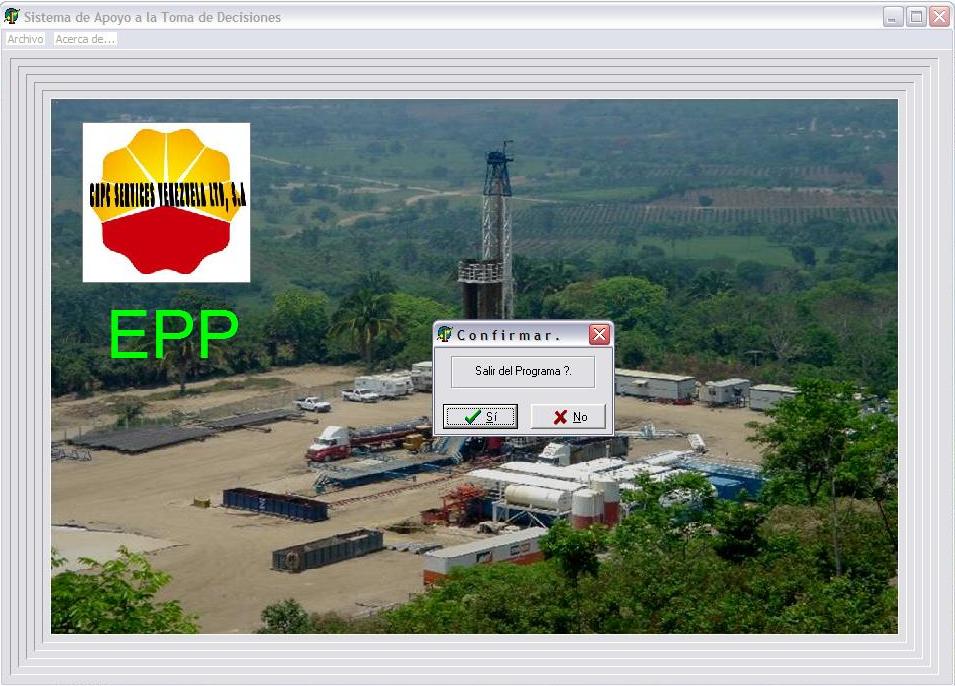 Sistema de Apoyo a la Toma de Decisiones
Archivo Acerca de...
CNPC SERVICES VENEZUELA LTD, S.A
EPP
Confirmar.
Salir del Programa ?.
Sí No